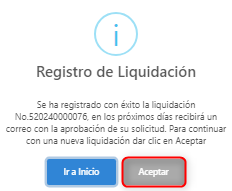 Registro de Liquidación
Se ha registrado con éxito la liquidación
No.520240000076, en los próximos días recibirá un
correo con la aprobación de su solicitud. Para continuar
con una nueva liquidación dar clic en Aceptar
Ir a Inicio
Aceptar